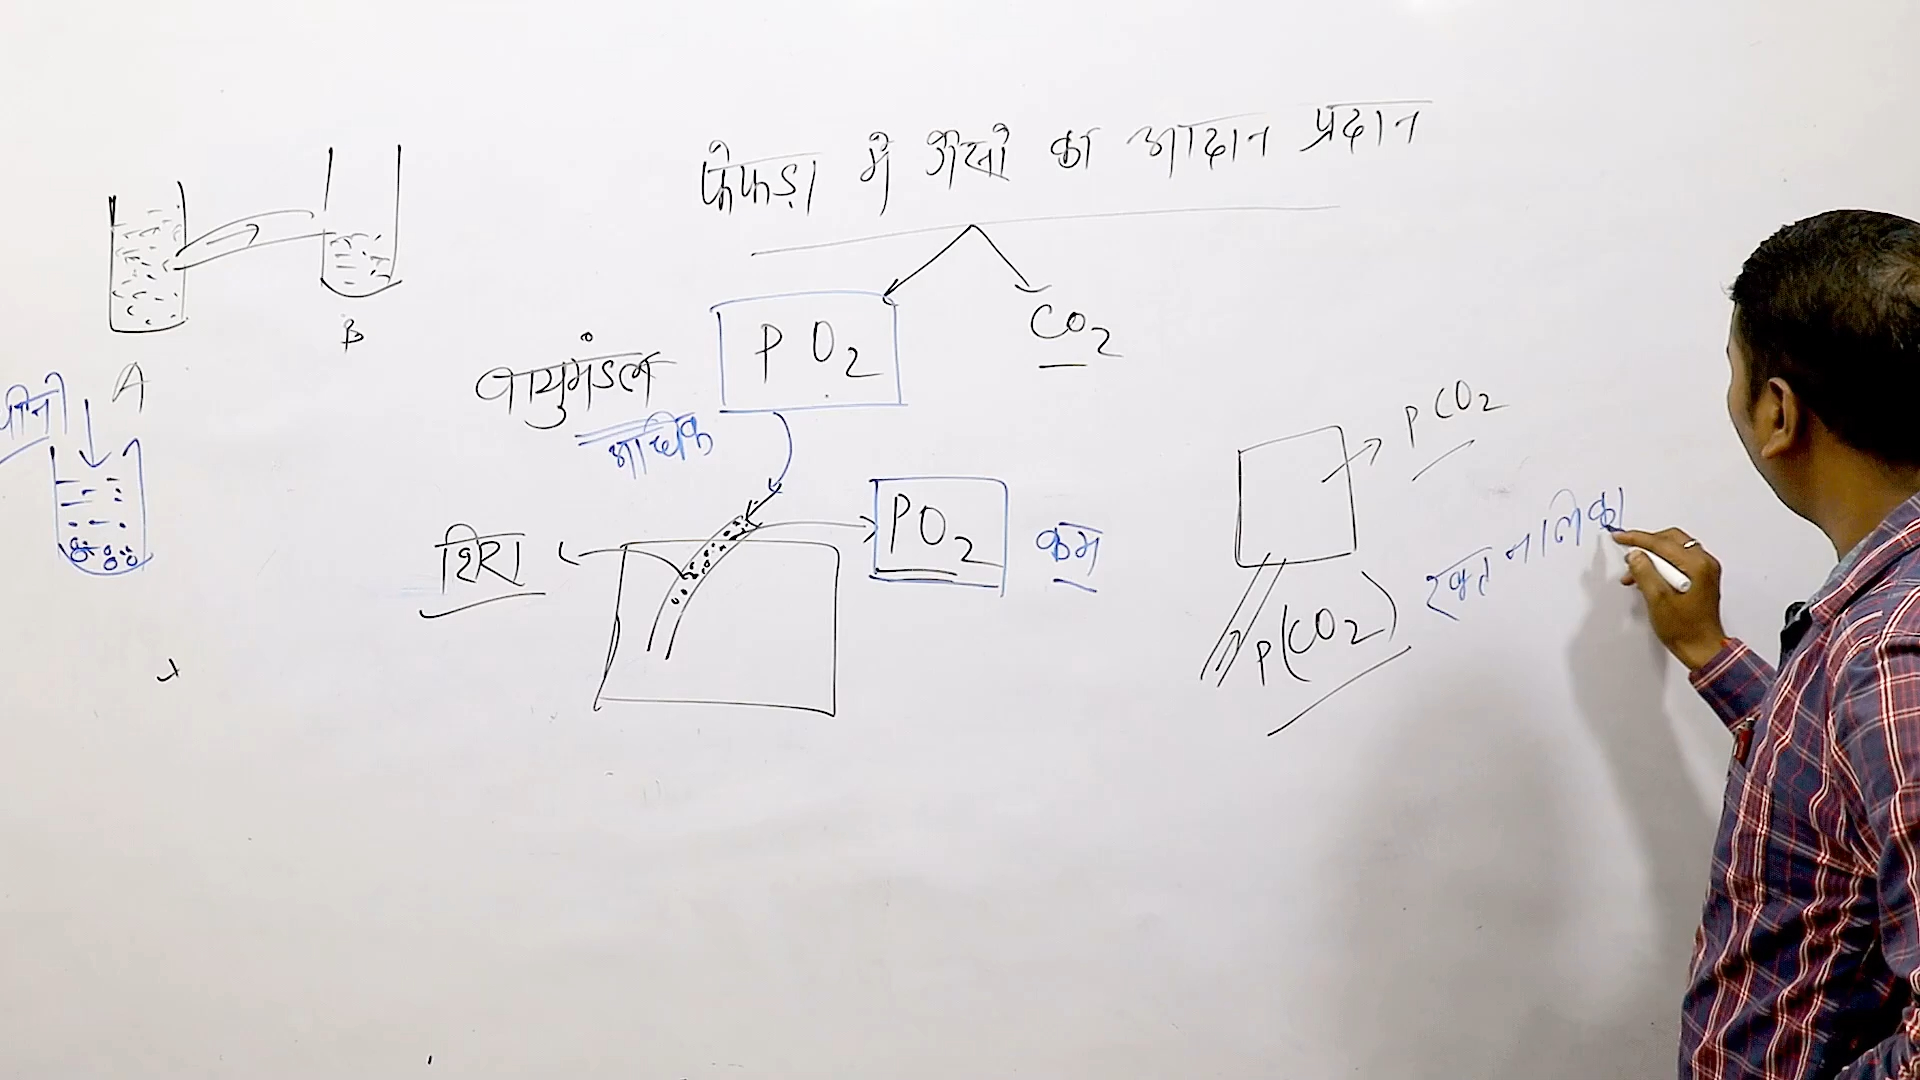 फेफड़ा में गैसों का आदान प्रदान
B
A
चीनी
वायुमंडल
PO2
CO2
अधिक
शिरा
PO2
कम
PCO2
रक्त नालिका
P(CO2)